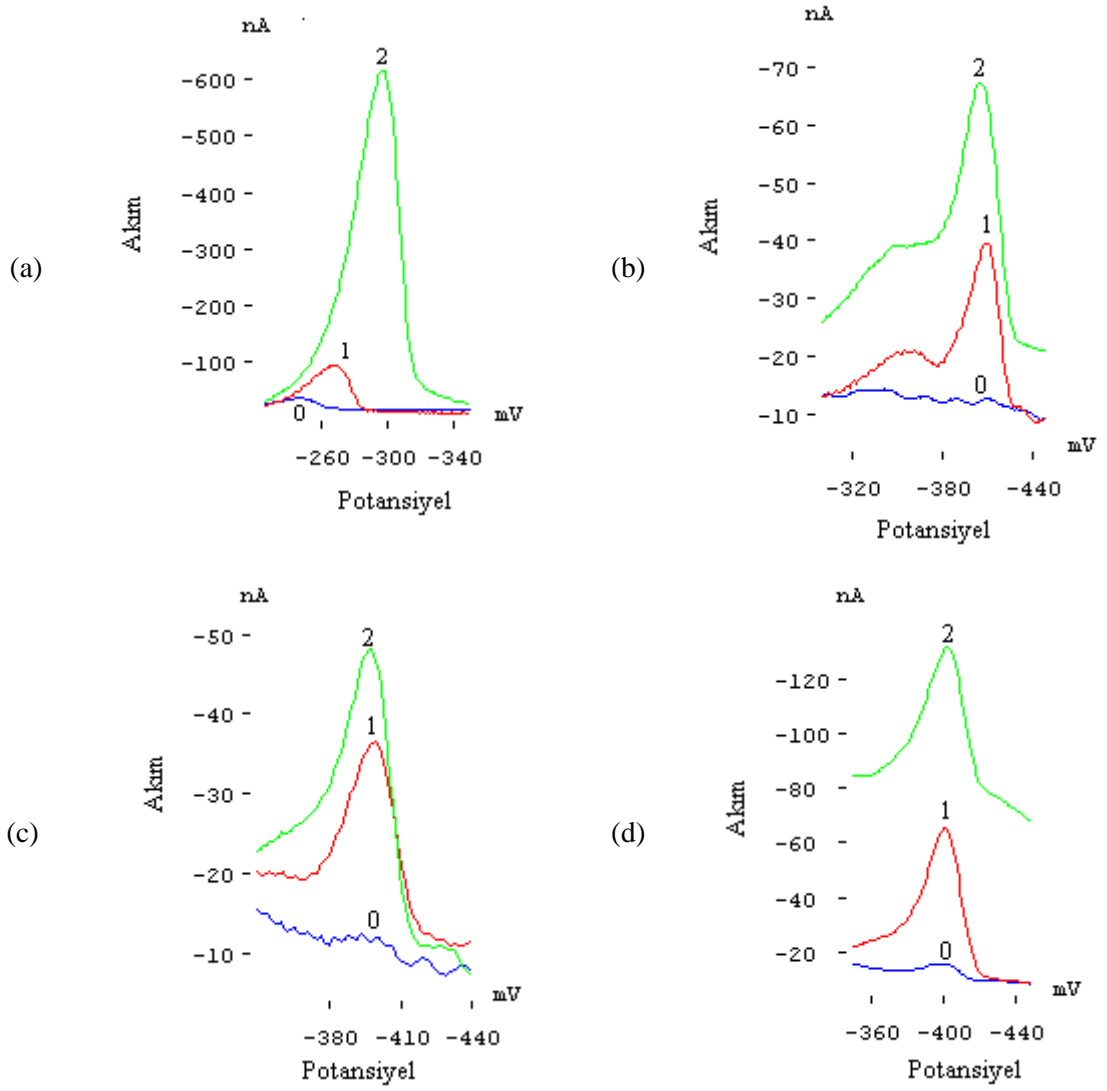 (a)
nA
Akım
-600
-500
-400
-300
-200
-100
2
1
0
mV
-260 -300 -340
Potansiyel
(b)
nA
Akım
-70
-60
-50
-40
-30
-20
-10
2
1
0
mV
-320 -380 -440
Potansiyel
(c)
nA
Akım
-50
-40
-30
-20
-10
2
1
0
mV
-380 -410 -440
Potansiyel
(d)
nA
Akım
-120
-100
-80
-60
-40
-20
2
1
0
mV
-360 -400 -440
Potansiyel